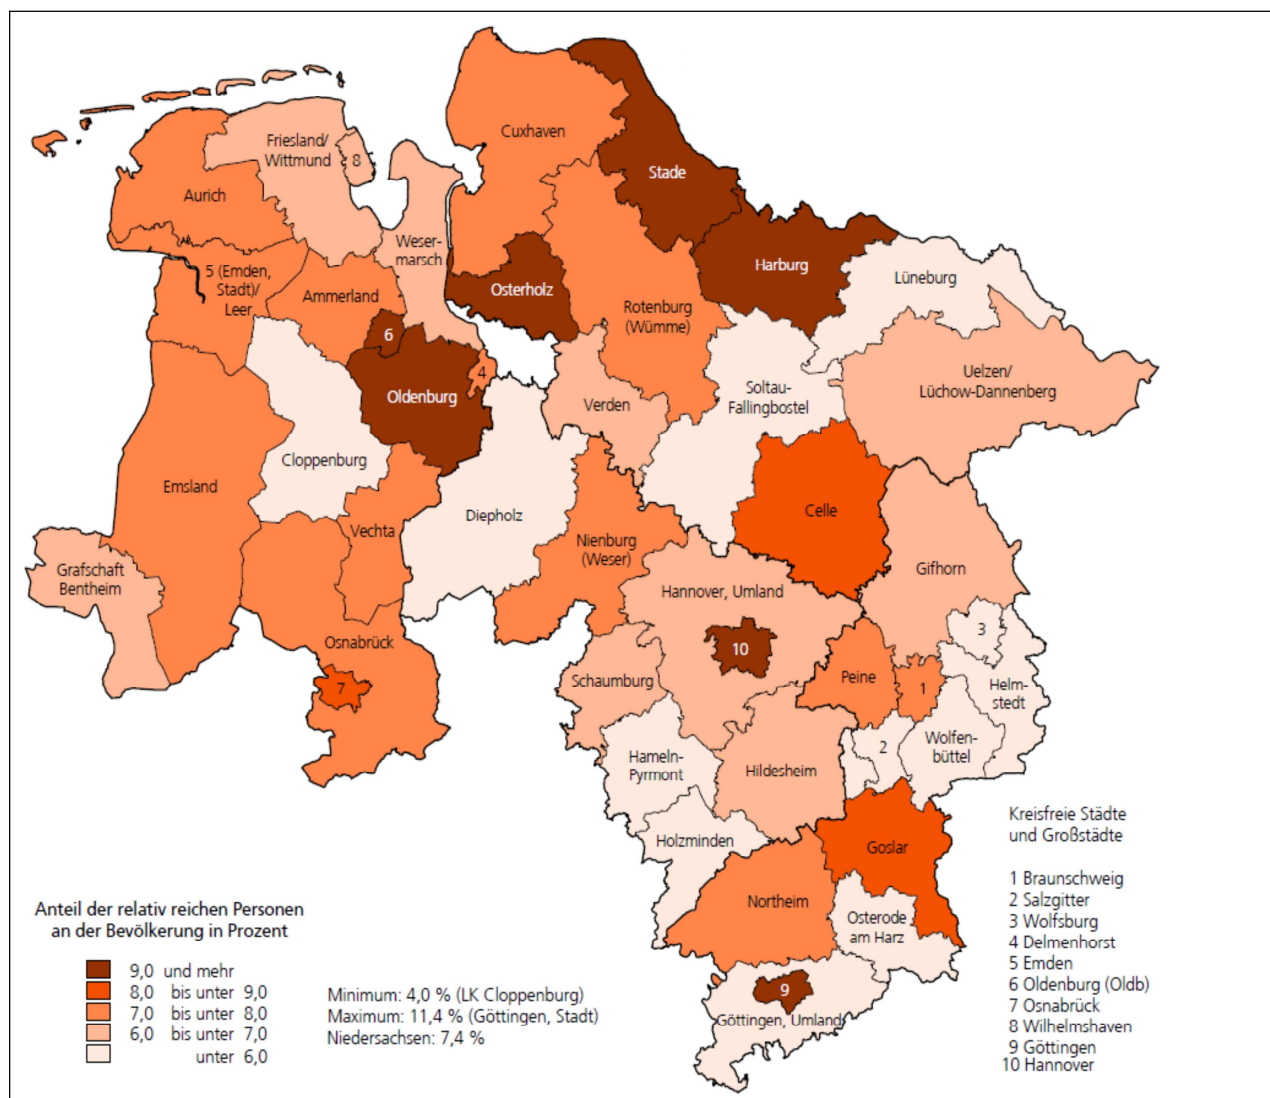 Cuxhaven
Friesland/
Wittmund
8
Stade
Aurich
Weser-
marsch
Harburg
Lüneburg
5 (Emden,
Stadt)/
Leer
Ammerland
Osterholz
Rotenburg
(Wümme)
6
4
Uelzen/
Lüchow-Dannenberg
Soltau-
Fallingbostel
Oldenburg
Verden
Cloppenburg
Emsland
Diepholz
Celle
Vechta
Nienburg
(Weser)
Grafschaft
Bentheim
Gifhorn
Hannover, Umland
3
Osnabrück
10
7
Schaumburg
Peine
1
Helm-
stedt
2
Wolfen-
büttel
Hameln-
Pyrmont
Hildesheim
Holzminden
Goslar
Northeim
Osterode
am Harz
9
Göttingen, Umland
Anteil der relativ reichen Personen
an der Bevölkerung in Prozent
9,0 und mehr
8,0 bis unter 9,0
7,0 bis unter 8,0
6,0 bis unter 7,0
unter 6,0
Minimum: 4,0 % (LK Cloppenburg)
Maximum: 11,4 % (Göttingen, Stadt)
Niedersachsen: 7,4 %
Kreisfreie Städte
und Großstädte
1 Braunschweig
2 Salzgitter
3 Wolfsburg
4 Delmenhorst
5 Emden
6 Oldenburg (Oldb)
7 Osnabrück
8 Wilhelmshaven
9 Göttingen
10 Hannover